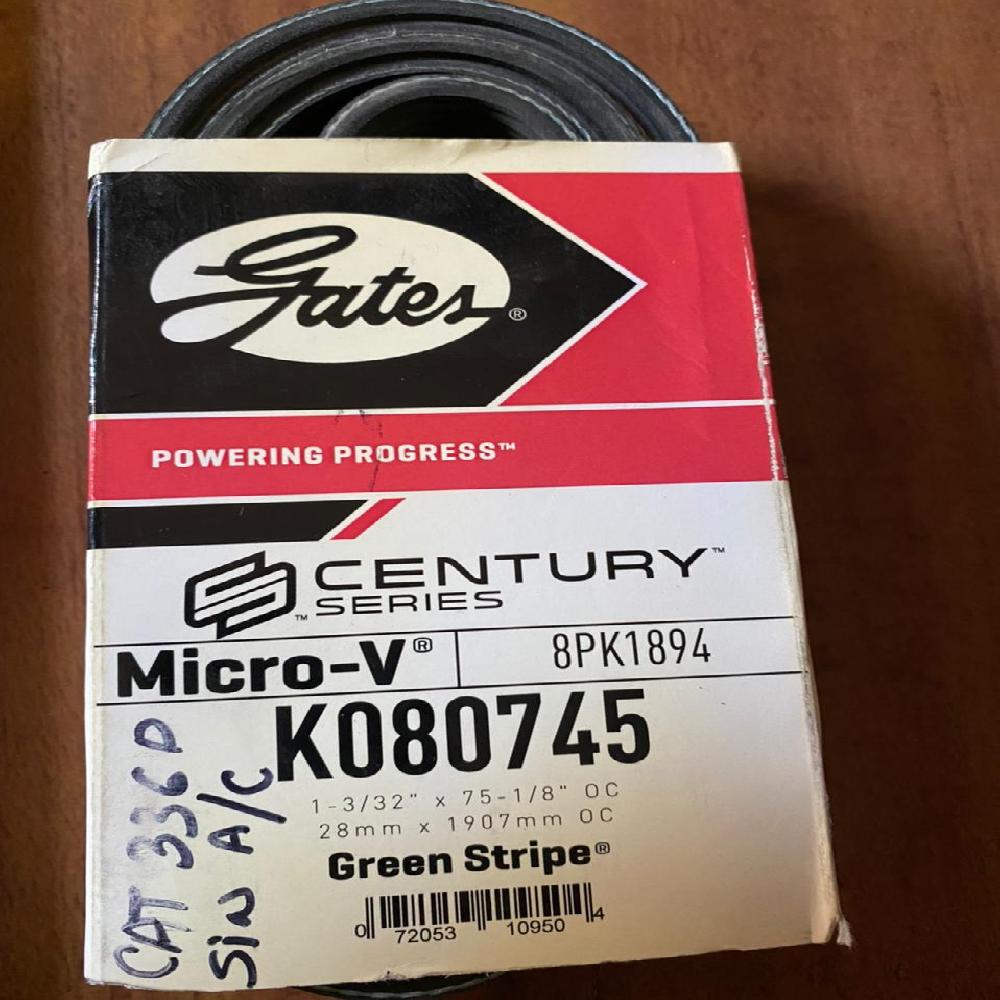 Gates®
POWERING PROGRESS™
CENTURY™
SERIES
™
Micro-V®
8PK1894
K080745
1-3/32" x 75-1/8" OC
28mm x 1907mm OC
Green Stripe®
0 72053 10950 4
CAT 336D
Sin A/C